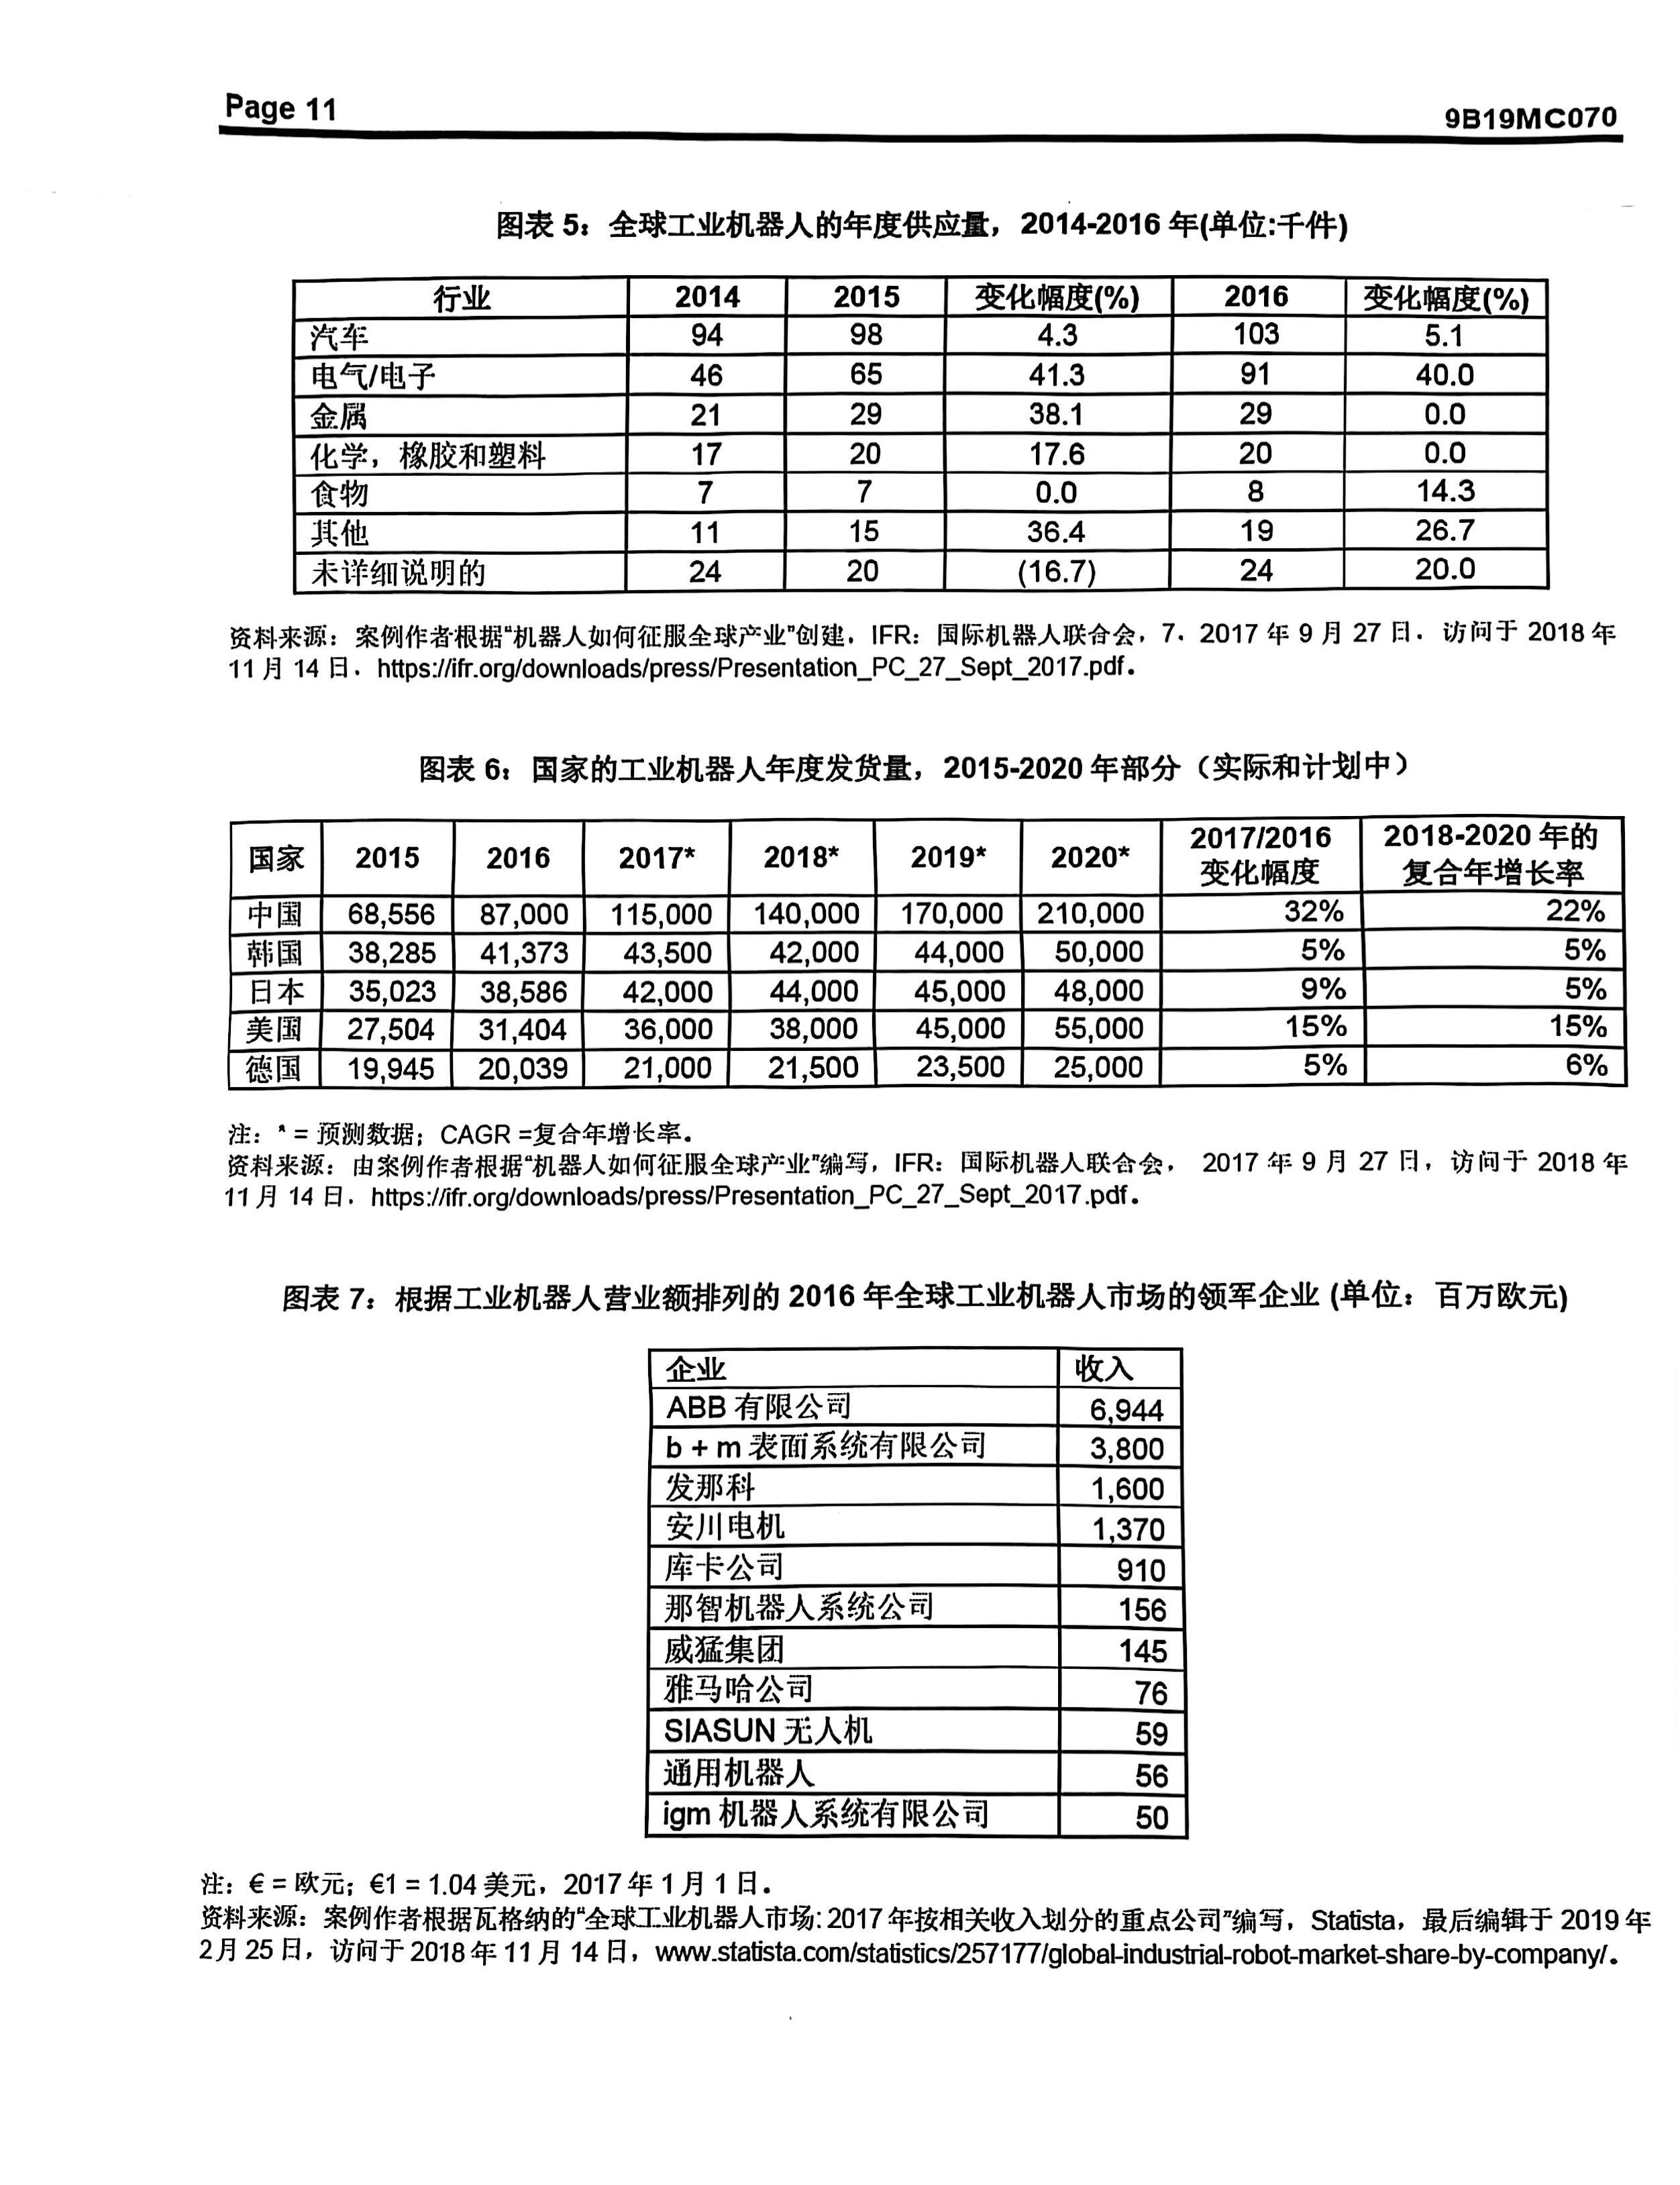 Page 11 9B19MC070
图表 5：全球工业机器人的年度供应量，2014-2016 年(单位:千件)
行业 2014 2015 变化幅度(%) 2016 变化幅度(%)
汽车 94 98 4.3 103 5.1
电气/电子 46 65 41.3 91 40.0
金属 21 29 38.1 29 0.0
化学，橡胶和塑料 17 20 17.6 20 0.0
食物 7 7 0.0 8 14.3
其他 11 15 36.4 19 26.7
未详细说明的 24 20 (16.7) 24 20.0
资料来源：案例作者根据“机器人如何征服全球产业”创建，IFR：国际机器人联合会，7，2017 年 9 月 27 日，访问于 2018 年
11 月 14 日，https://ifr.org/downloads/press/Presentation_PC_27_Sept_2017.pdf。
图表 6：国家的工业机器人年度发货量，2015-2020 年部分（实际和计划中）
国家 2015 2016 2017* 2018* 2019* 2020* 2017/2016 变化幅度 2018-2020 年的复合年增长率
中国 68,556 87,000 115,000 140,000 170,000 210,000 32% 22%
韩国 38,285 41,373 43,500 42,000 44,000 50,000 5% 5%
日本 35,023 38,586 42,000 44,000 45,000 48,000 9% 5%
美国 27,504 31,404 36,000 38,000 45,000 55,000 15% 15%
德国 19,945 20,039 21,000 21,500 23,500 25,000 5% 6%
注：* = 预测数据；CAGR =复合年增长率。
资料来源：由案例作者根据“机器人如何征服全球产业”编写，IFR：国际机器人联合会， 2017 年 9 月 27 日，访问于 2018 年
11 月 14 日，https://ifr.org/downloads/press/Presentation_PC_27_Sept_2017.pdf。
图表 7：根据工业机器人营业额排列的 2016 年全球工业机器人市场的领军企业 (单位：百万欧元)
企业 收入
ABB 有限公司 6,944
b + m 表面系统有限公司 3,800
发那科 1,600
安川电机 1,370
库卡公司 910
那智机器人系统公司 156
威猛集团 145
雅马哈公司 76
SIASUN 无人机 59
通用机器人 56
igm 机器人系统有限公司 50
注：€ = 欧元；€1 = 1.04 美元，2017 年 1 月 1 日。
资料来源：案例作者根据瓦格纳的“全球工业机器人市场: 2017 年按相关收入划分的重点公司”编写，Statista，最后编辑于 2019 年
2 月 25 日，访问于 2018 年 11 月 14 日，www.statista.com/statistics/257177/global-industrial-robot-market-share-by-company/。